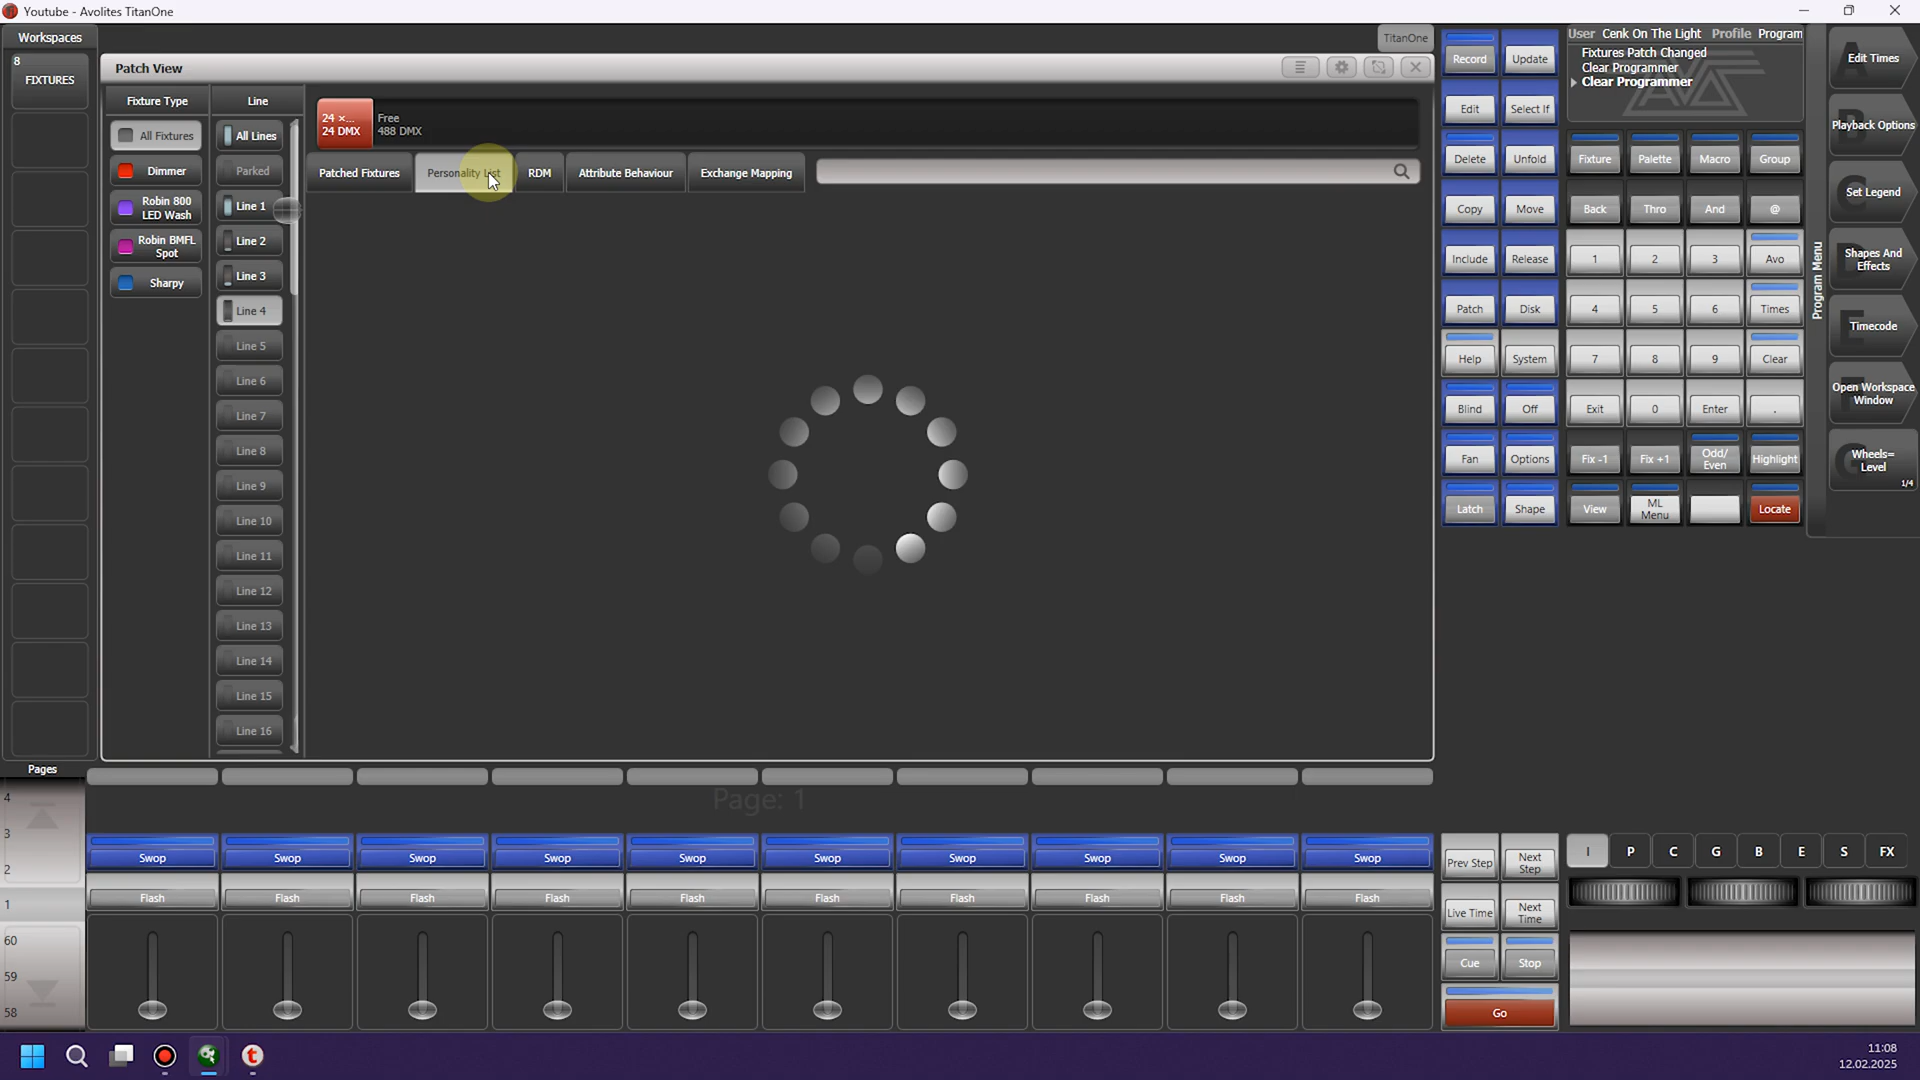 Youtube - Avolites TitanOne
Workspaces
8
FIXTURES
TitanOne
Patch View
Fixture Type
Line
All Fixtures
Dimmer
Robin 800
LED Wash
Robin BMFL
Spot
Sharpy
All Lines
Parked
Line 1
Line 2
Line 3
Line 4
Line 5
Line 6
Line 7
Line 8
Line 9
Line 10
Line 11
Line 12
Line 13
Line 14
Line 15
Line 16
24 ×...
24 DMX
Free
488 DMX
Patched Fixtures
Personality List
RDM
Attribute Behaviour
Exchange Mapping
Record
Update
Edit
Select If
Delete
Unfold
Copy
Move
Include
Release
Patch
Disk
Help
System
Blind
Off
Fan
Options
Latch
Shape
User Cenk On The Light Profile Program
Fixtures Patch Changed
Clear Programmer
Clear Programmer
Fixture
Palette
Macro
Group
Back
Thro
And
@
1
2
3
Avo
4
5
6
Times
7
8
9
Clear
Exit
0
Enter
.
Fix -1
Fix +1
Odd/
Even
Highlight
View
ML
Menu
Locate
Program Menu
A
Edit Times
B
Playback Options
C
Set Legend
D
Shapes And
Effects
E
Timecode
F
Open Workspace
Window
G
Wheels=
Level
1/4
Pages
4
3
2
1
60
59
58
Page: 1
Swop
Swop
Swop
Swop
Swop
Swop
Swop
Swop
Swop
Swop
Flash
Flash
Flash
Flash
Flash
Flash
Flash
Flash
Flash
Flash
Prev Step
Next
Step
Live Time
Next
Time
Cue
Stop
Go
I
P
C
G
B
E
S
FX
11:08
12.02.2025